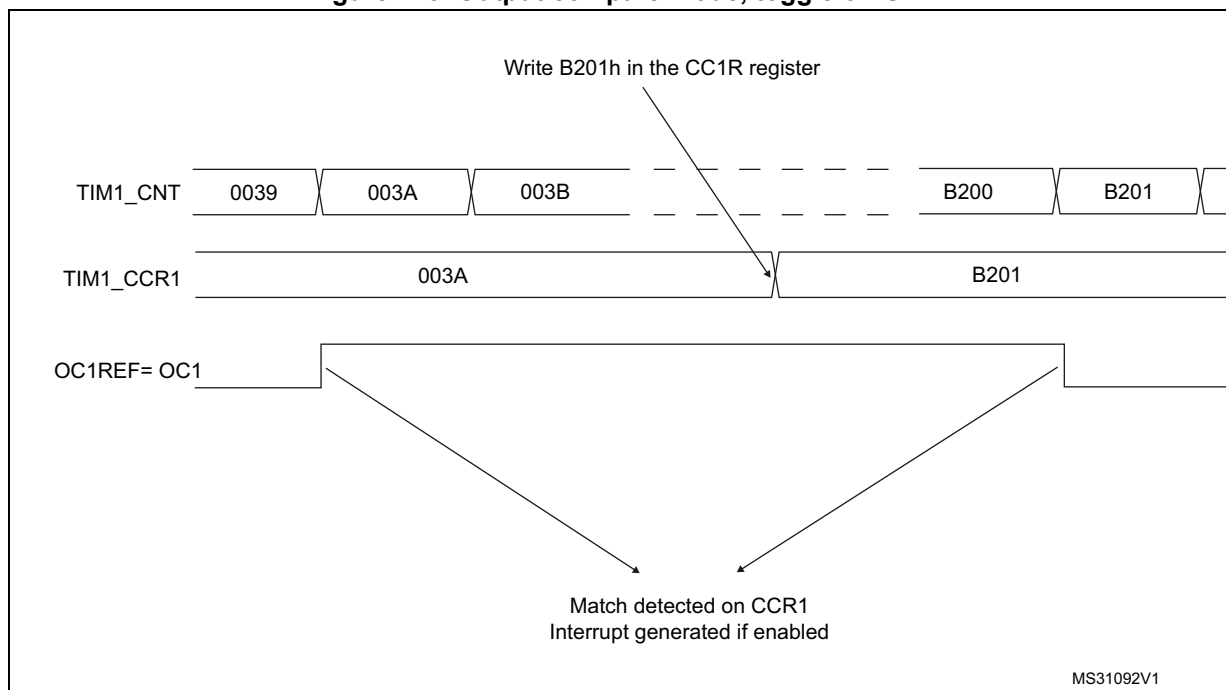 Write B201h in the CC1R register
TIM1_CNT 0039 003A 003B B200 B201
TIM1_CCR1 003A B201
OC1REF= OC1
Match detected on CCR1
Interrupt generated if enabled
MS31092V1